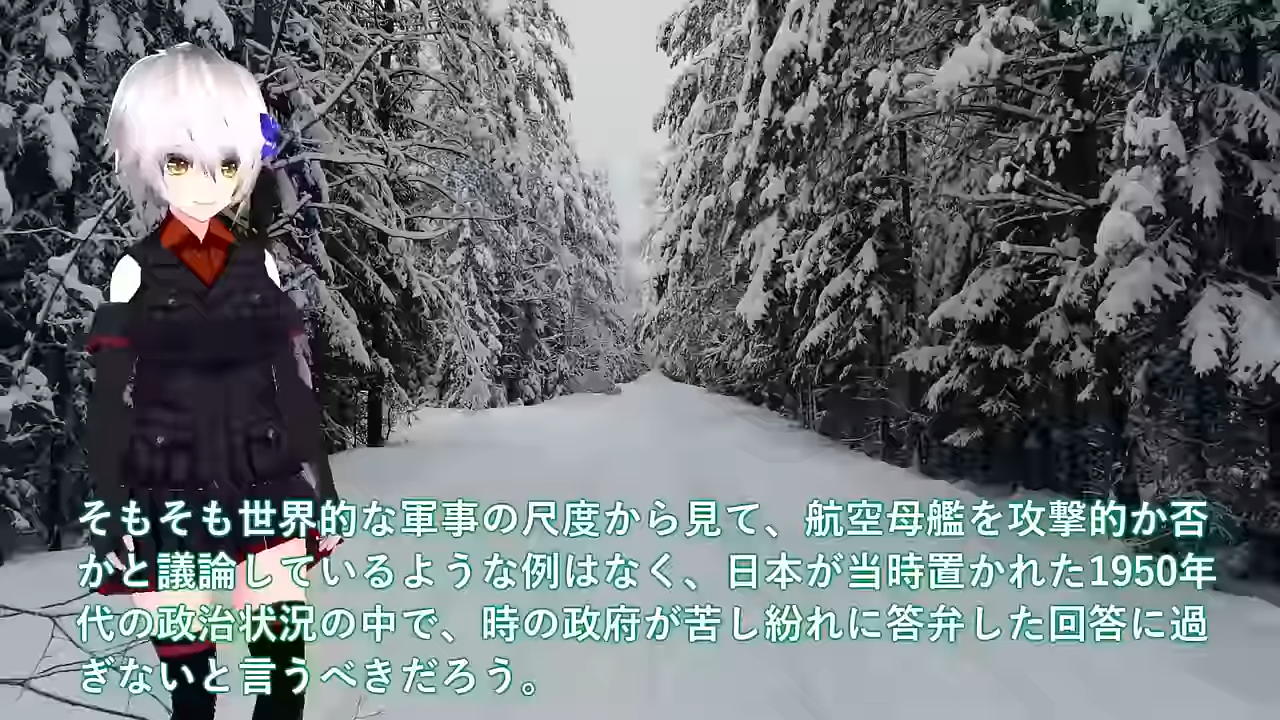 そもそも世界的な軍事の尺度から見て、航空母艦を攻撃的か否
かと議論しているような例はなく、日本が当時置かれた1950年
代の政治状況の中で、時の政府が苦し紛れに答弁した回答に過
ぎないと言うべきだろう。